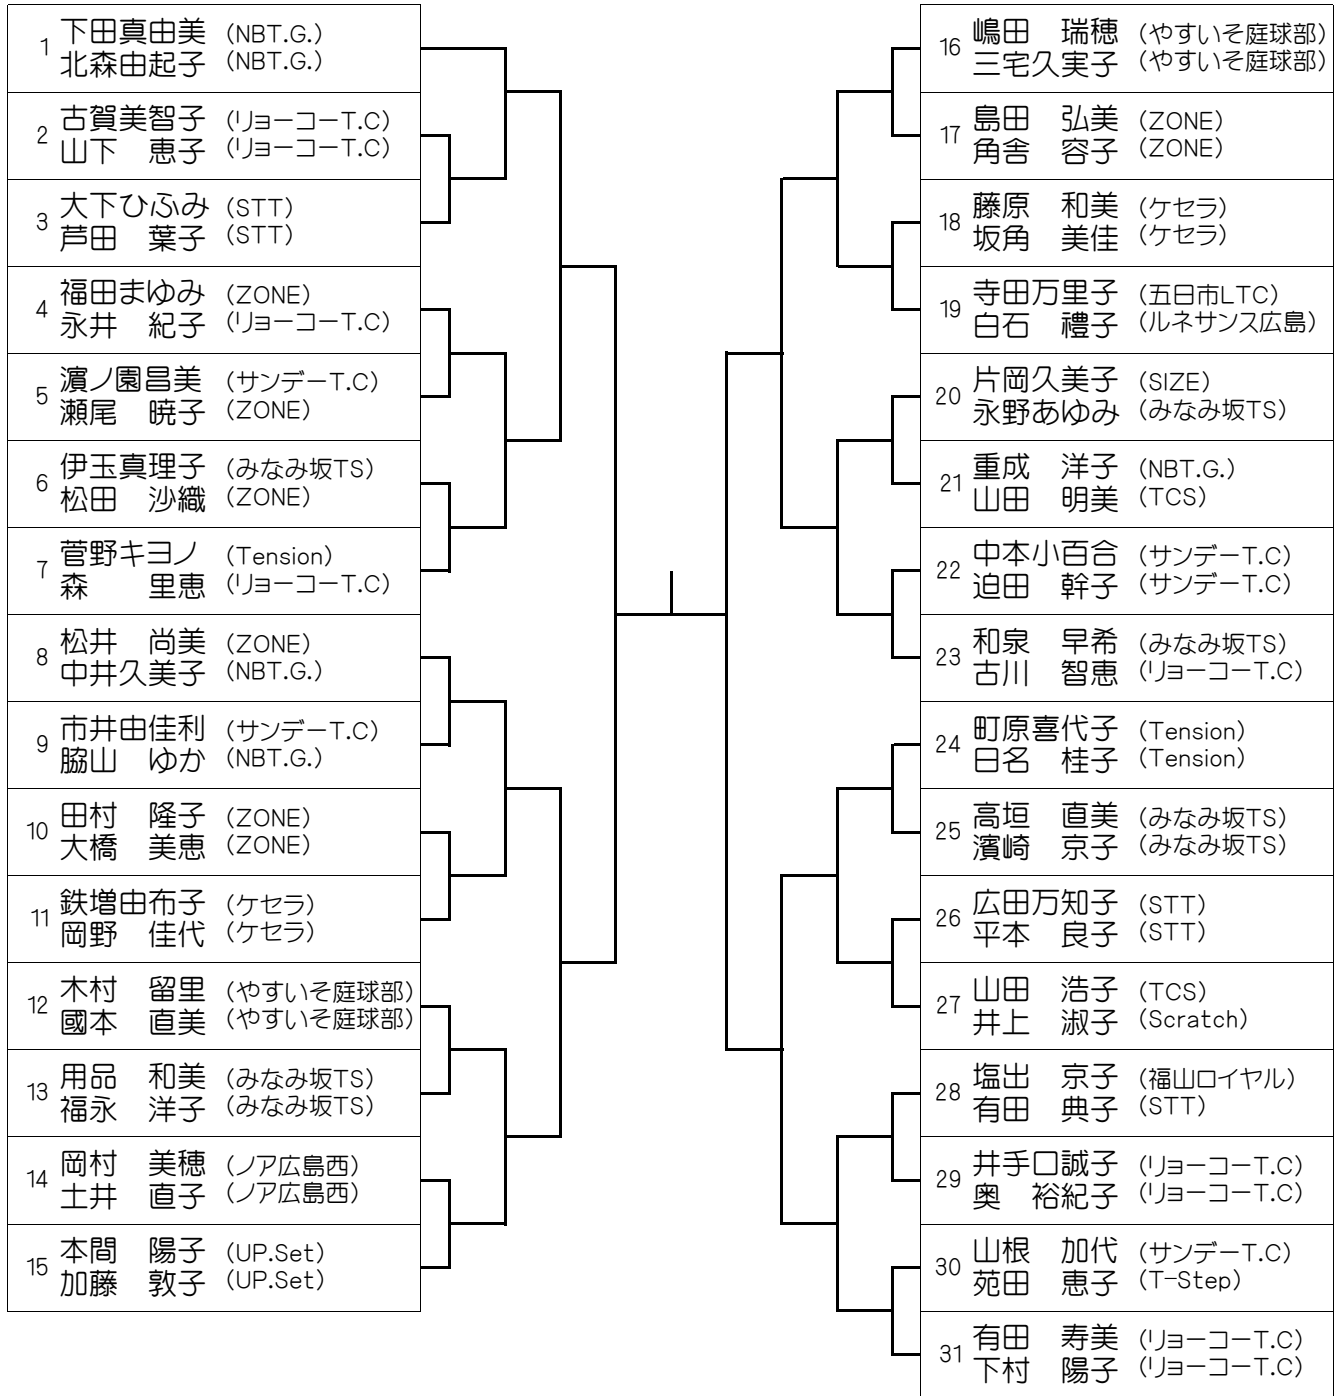 1 下田真由美 (NBT.G.)
北森由起子 (NBT.G.)
2 古賀美智子 (リョーコーT.C)
山下　恵子 (リョーコーT.C)
3 大下ひふみ (STT)
芦田　葉子 (STT)
4 福田まゆみ (ZONE)
永井　紀子 (リョーコーT.C)
5 濱ノ園昌美 (サンデーT.C)
瀬尾　暁子 (ZONE)
6 伊玉真理子 (みなみ坂TS)
松田　沙織 (ZONE)
7 菅野キヨノ (Tension)
森　　里恵 (リョーコーT.C)
8 松井　尚美 (ZONE)
中井久美子 (NBT.G.)
9 市井由佳利 (サンデーT.C)
脇山　ゆか (NBT.G.)
10 田村　隆子 (ZONE)
大橋　美恵 (ZONE)
11 鉄増由布子 (ケセラ)
岡野　佳代 (ケセラ)
12 木村　留里 (やすいそ庭球部)
國本　直美 (やすいそ庭球部)
13 用品　和美 (みなみ坂TS)
福永　洋子 (みなみ坂TS)
14 岡村　美穂 (ノア広島西)
土井　直子 (ノア広島西)
15 本間　陽子 (UP.Set)
加藤　敦子 (UP.Set)
16 嶋田　瑞穂 (やすいそ庭球部)
三宅久実子 (やすいそ庭球部)
17 島田　弘美 (ZONE)
角舎　容子 (ZONE)
18 藤原　和美 (ケセラ)
坂角　美佳 (ケセラ)
19 寺田万里子 (五日市LTC)
白石　禮子 (ルネサンス広島)
20 片岡久美子 (SIZE)
永野あゆみ (みなみ坂TS)
21 重成　洋子 (NBT.G.)
山田　明美 (TCS)
22 中本小百合 (サンデーT.C)
迫田　幹子 (サンデーT.C)
23 和泉　早希 (みなみ坂TS)
古川　智恵 (リョーコーT.C)
24 町原喜代子 (Tension)
日名　桂子 (Tension)
25 高垣　直美 (みなみ坂TS)
濱崎　京子 (みなみ坂TS)
26 広田万知子 (STT)
平本　良子 (STT)
27 山田　浩子 (TCS)
井上　淑子 (Scratch)
28 塩出　京子 (福山ロイヤル)
有田　典子 (STT)
29 井手口誠子 (リョーコーT.C)
奥　裕紀子 (リョーコーT.C)
30 山根　加代 (サンデーT.C)
苑田　恵子 (T-Step)
31 有田　寿美 (リョーコーT.C)
下村　陽子 (リョーコーT.C)